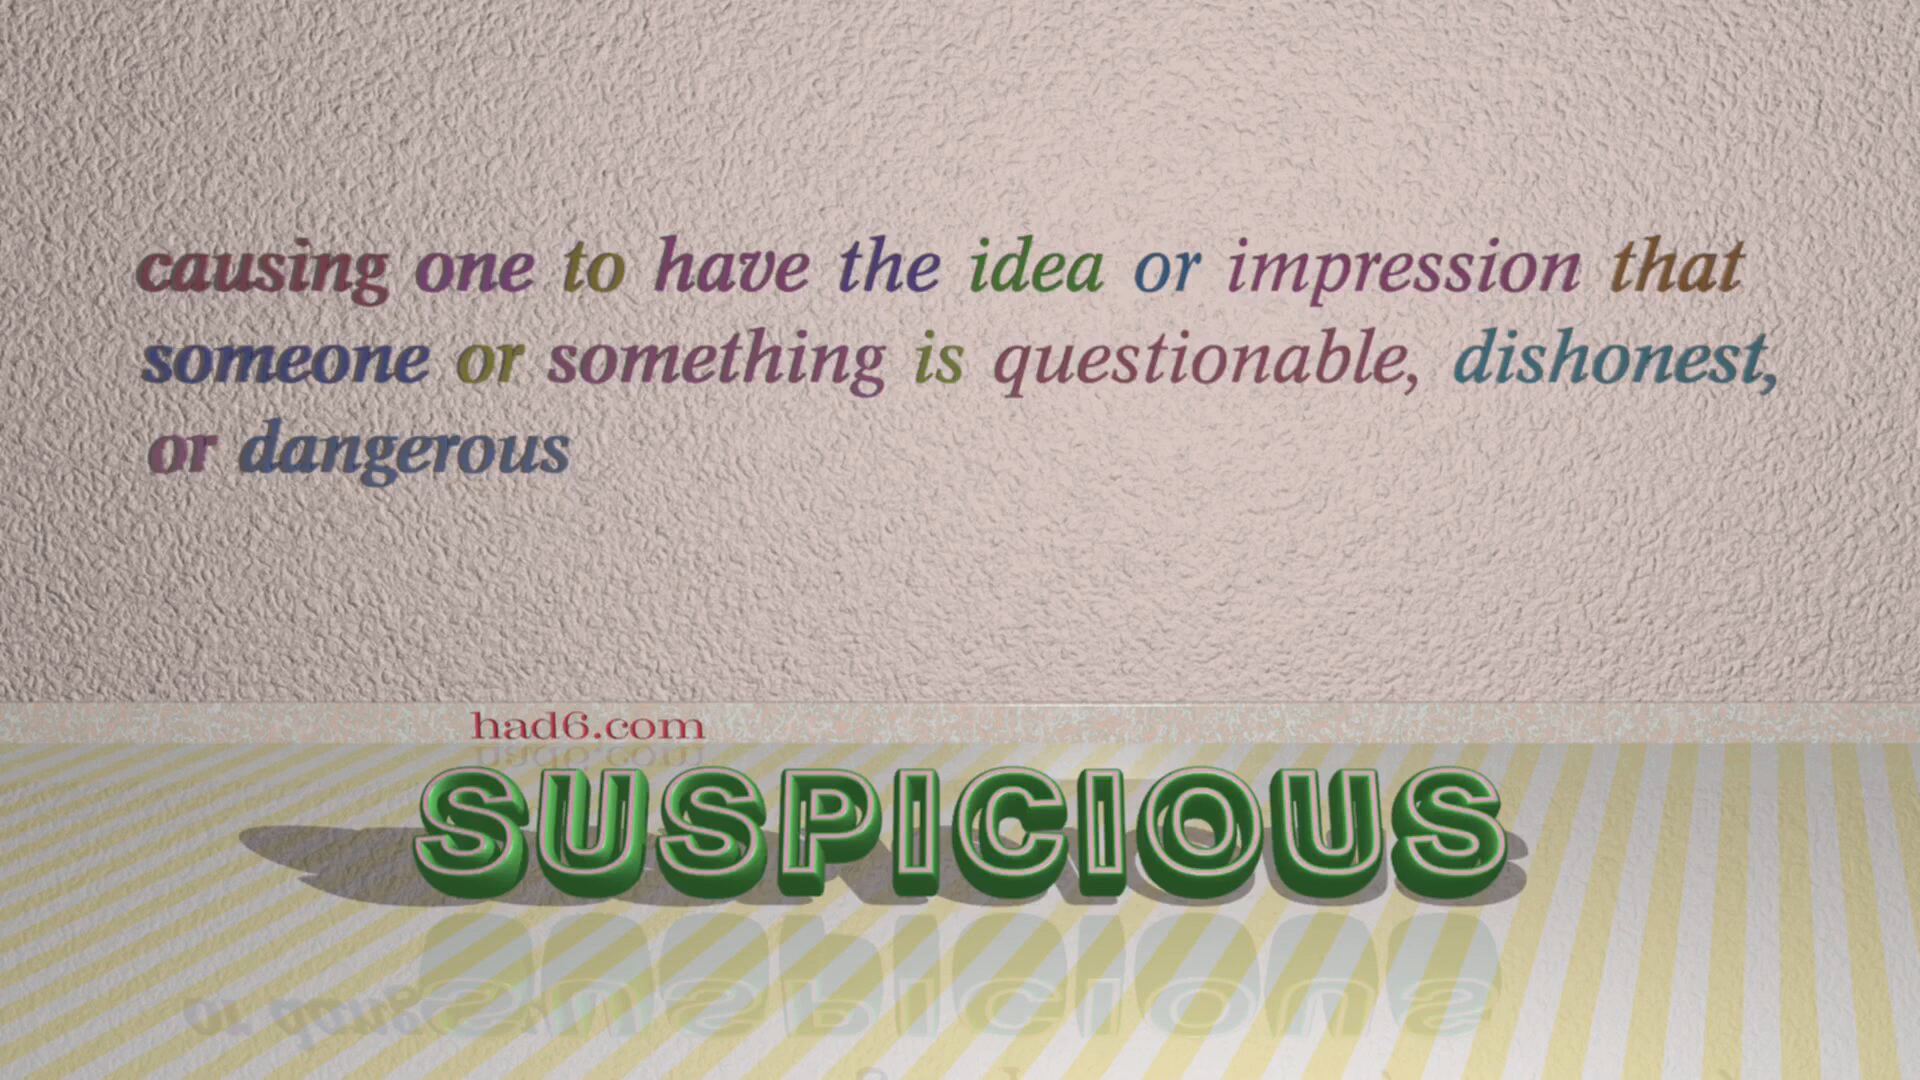 causing one to have the idea or impression that
someone or something is questionable, dishonest,
or dangerous
had6.com
SUSPICIOUS